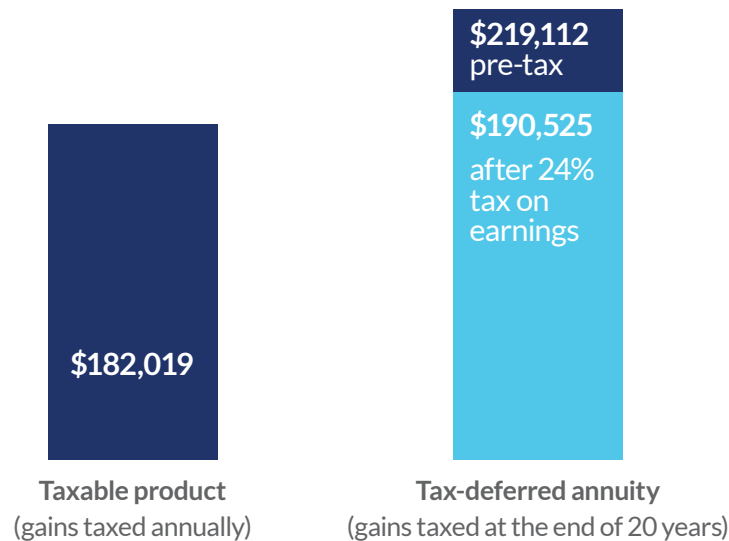 $219,112
pre-tax
$190,525
after 24%
tax on
earnings
$182,019
Taxable product
(gains taxed annually)
Tax-deferred annuity
(gains taxed at the end of 20 years)